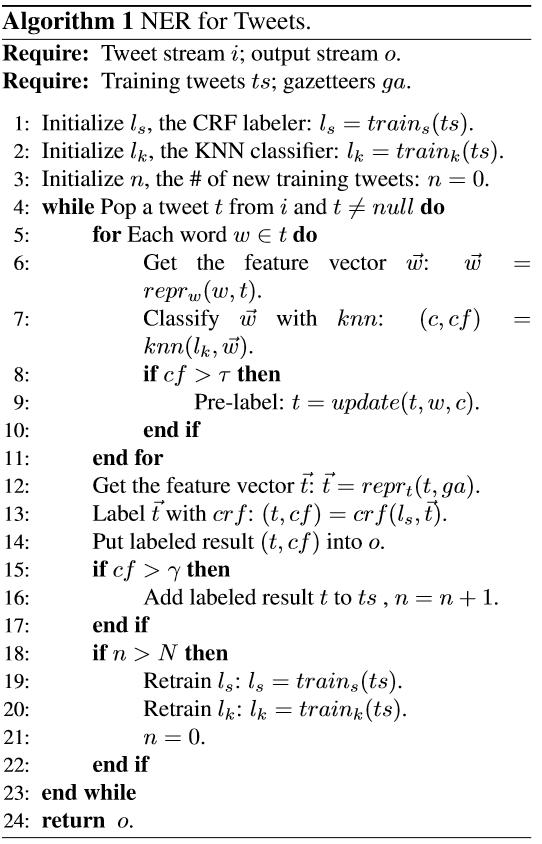 Algorithm 1 NER for Tweets.
Require: Tweet stream i; output stream o.
Require: Training tweets ts; gazetteers ga.
1: Initialize l_s, the CRF labeler: l_s = train_s(ts).
2: Initialize l_k, the KNN classifier: l_k = train_k(ts).
3: Initialize n, the # of new training tweets: n = 0.
4: while Pop a tweet t from i and t ≠ null do
5: for Each word w ∈ t do
6: Get the feature vector w⃗: w⃗ =
repr_w(w, t).
7: Classify w⃗ with knn: (c, cf) =
knn(l_k, w⃗).
8: if cf > τ then
9: Pre-label: t = update(t, w, c).
10: end if
11: end for
12: Get the feature vector t⃗: t⃗ = repr_t(t, ga).
13: Label t⃗ with crf: (t, cf) = crf(l_s, t⃗).
14: Put labeled result (t, cf) into o.
15: if cf > γ then
16: Add labeled result t to ts , n = n + 1.
17: end if
18: if n > N then
19: Retrain l_s: l_s = train_s(ts).
20: Retrain l_k: l_k = train_k(ts).
21: n = 0.
22: end if
23: end while
24: return o.